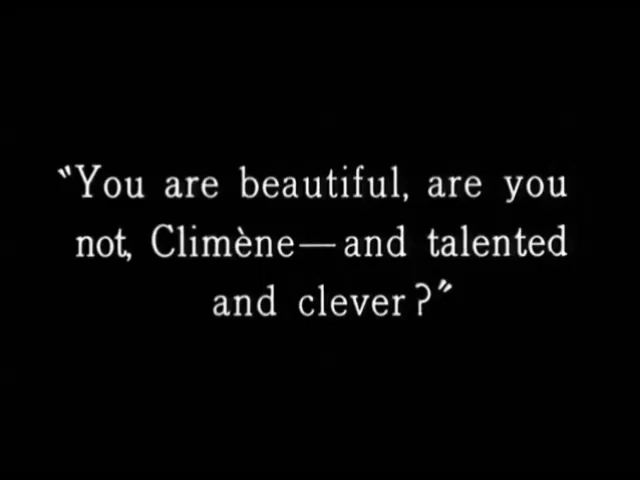 "You are beautiful, are you
not, Climène—and talented
and clever?"